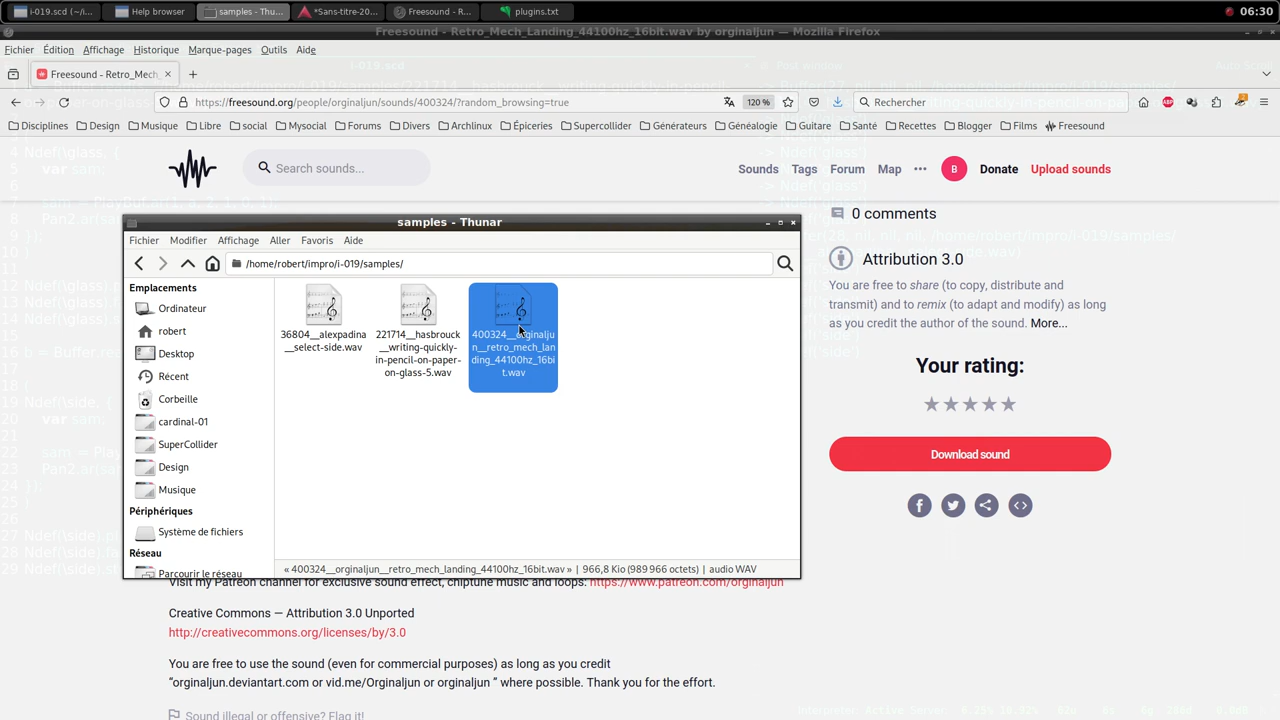 i-019.scd (~/i...
Help browser
samples - Thu...
*Sans-titre-20...
Freesound - R...
plugins.txt
06:30
Freesound - Retro_Mech_Landing_44100hz_16bit.wav by orginaljun — Mozilla Firefox
Fichier Édition Affichage Historique Marque-pages Outils Aide
Freesound - Retro_Mech_
https://freesound.org/people/orginaljun/sounds/400324/?random_browsing=true
120 %
Rechercher
Disciplines Design Musique Libre social Mysocial Forums Divers Archlinux Épiceries Supercollider Générateurs Généalogie Guitare Santé Recettes Blogger Films Freesound
Search sounds...
Sounds Tags Forum Map ••• B Donate Upload sounds
samples - Thunar
Fichier Modifier Affichage Aller Favoris Aide
/home/robert/impro/i-019/samples/
Emplacements
Ordinateur
robert
Desktop
Récent
Corbeille
cardinal-01
SuperCollider
Design
Musique
Périphériques
Système de fichiers
Réseau
Parcourir le réseau
36804__alexpadina
__select-side.wav
221714__hasbrouck
__writing-quickly-
in-pencil-on-paper
-on-glass-5.wav
400324__orginalju
n__retro_mech_lan
ding_44100hz_16bi
t.wav
« 400324__orginaljun__retro_mech_landing_44100hz_16bit.wav » | 966,8 Kio (989 966 octets) | audio WAV
0 comments
Attribution 3.0
You are free to share (to copy, distribute and
transmit) and to remix (to adapt and modify) as long
as you credit the author of the sound. More...
Your rating:
Download sound
Visit my Patreon channel for exclusive sound effect, chiptune music and loops: https://www.patreon.com/orginaljun
Creative Commons — Attribution 3.0 Unported
http://creativecommons.org/licenses/by/3.0
You are free to use the sound (even for commercial purposes) as long as you credit
“orginaljun.deviantart.com or vid.me/Orginaljun or orginaljun ” where possible. Thank you for the effort.
Sound illegal or offensive? Flag it!